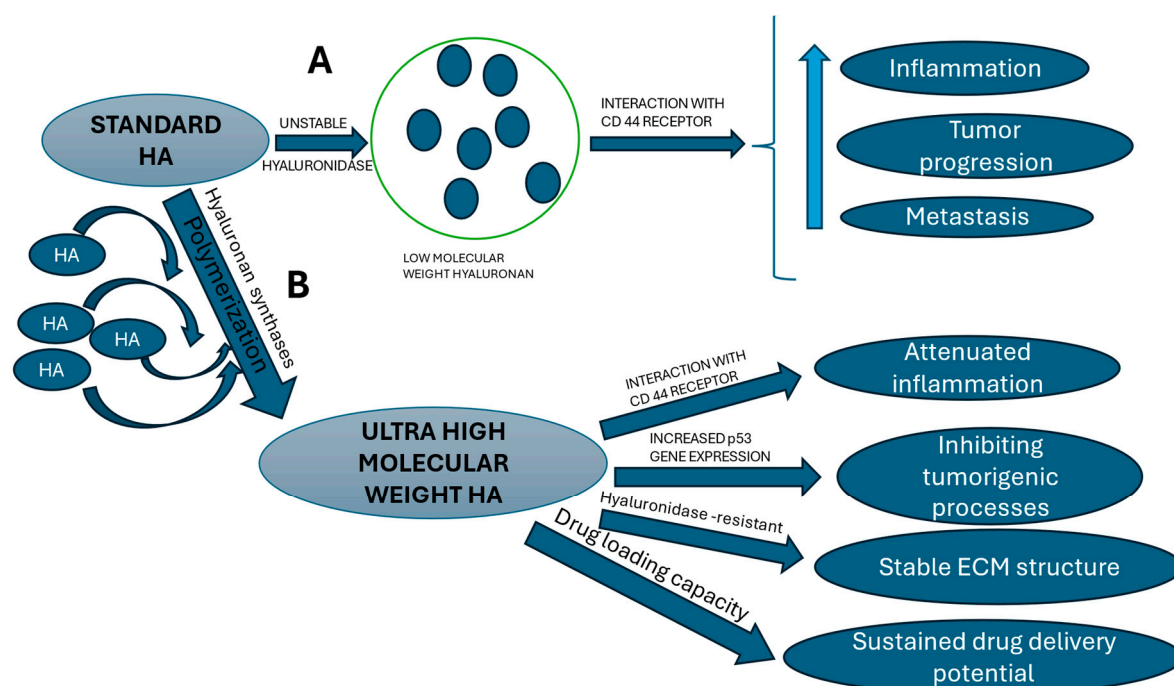 A
STANDARD
HA
UNSTABLE
HYALURONIDASE
LOW MOLECULAR
WEIGHT HYALURONAN
INTERACTION WITH
CD 44 RECEPTOR
Inflammation
Tumor
progression
Metastasis
B
Hyaluronan synthases
Polymerization
HA
HA
HA
HA
ULTRA HIGH
MOLECULAR
WEIGHT HA
INTERACTION WITH
CD 44 RECEPTOR
Attenuated
inflammation
INCREASED p53
GENE EXPRESSION
Inhibiting
tumorigenic
processes
Hyaluronidase -resistant
Stable ECM structure
Drug loading capacity
Sustained drug delivery
potential